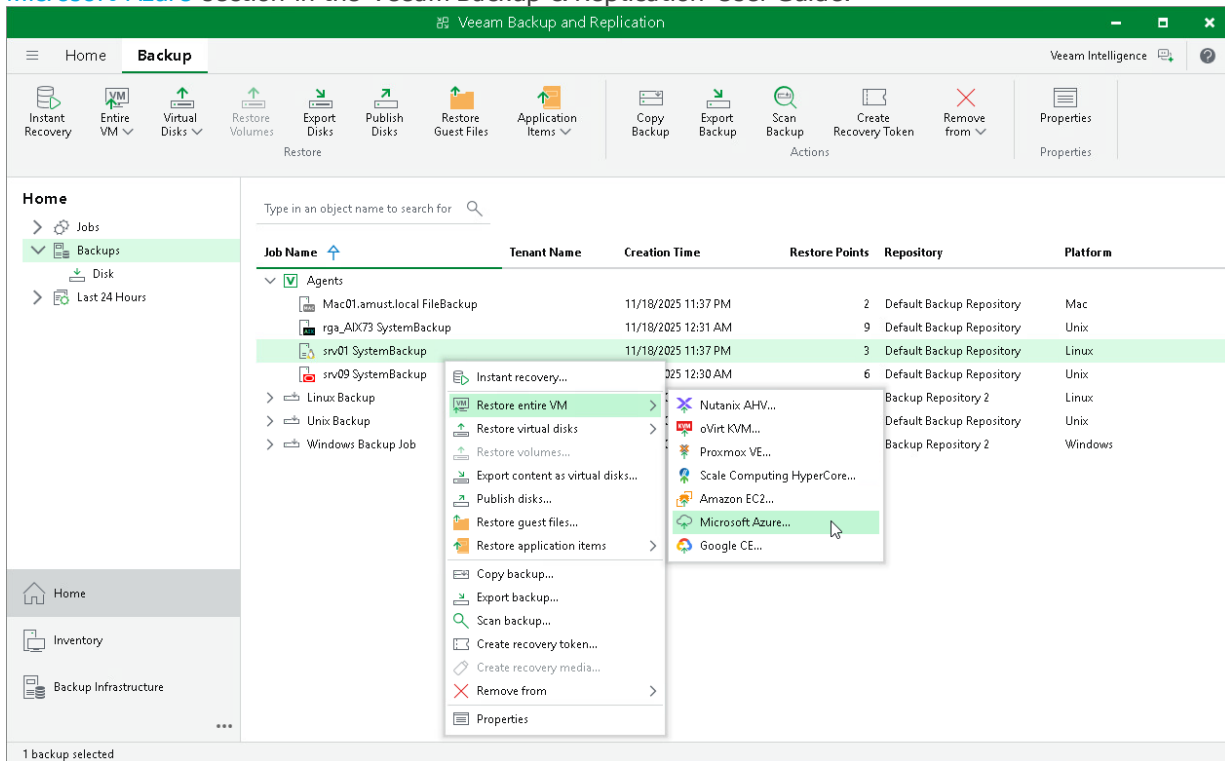 Microsoft Azure section in the Veeam Backup & Replication User Guide.
Veeam Backup and Replication
Home Backup Veeam Intelligence
Instant Recovery
Entire VM
Virtual Disks
Restore Volumes
Export Disks
Publish Disks
Restore Guest Files
Application Items
Copy Backup
Export Backup
Scan Backup
Create Recovery Token
Remove from
Properties
Restore Actions Properties
Home
Jobs
Backups
Disk
Last 24 Hours
Type in an object name to search for
Job Name Tenant Name Creation Time Restore Points Repository Platform
Agents
Mac01.amust.local FileBackup 11/18/2025 11:37 PM 2 Default Backup Repository Mac
rga_AIX73 SystemBackup 11/18/2025 12:31 AM 9 Default Backup Repository Unix
srv01 SystemBackup 11/18/2025 11:37 PM 3 Default Backup Repository Linux
srv09 SystemBackup 025 12:30 AM 6 Default Backup Repository Unix
Linux Backup Backup Repository 2 Linux
Unix Backup Default Backup Repository Unix
Windows Backup Job Backup Repository 2 Windows
Instant recovery...
Restore entire VM
Restore virtual disks
Restore volumes...
Export content as virtual disks...
Publish disks...
Restore guest files...
Restore application items
Copy backup...
Export backup...
Scan backup...
Create recovery token...
Create recovery media...
Remove from
Properties
Nutanix AHV...
oVirt KVM...
Proxmox VE...
Scale Computing HyperCore...
Amazon EC2...
Microsoft Azure...
Google CE...
Home
Inventory
Backup Infrastructure
1 backup selected